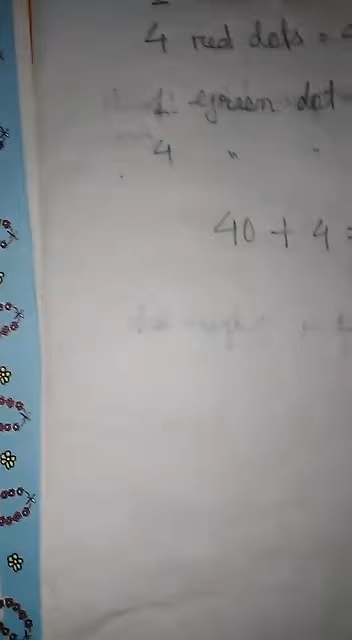 4 red dots =
1 green dot
4 " "
40 + 4 =